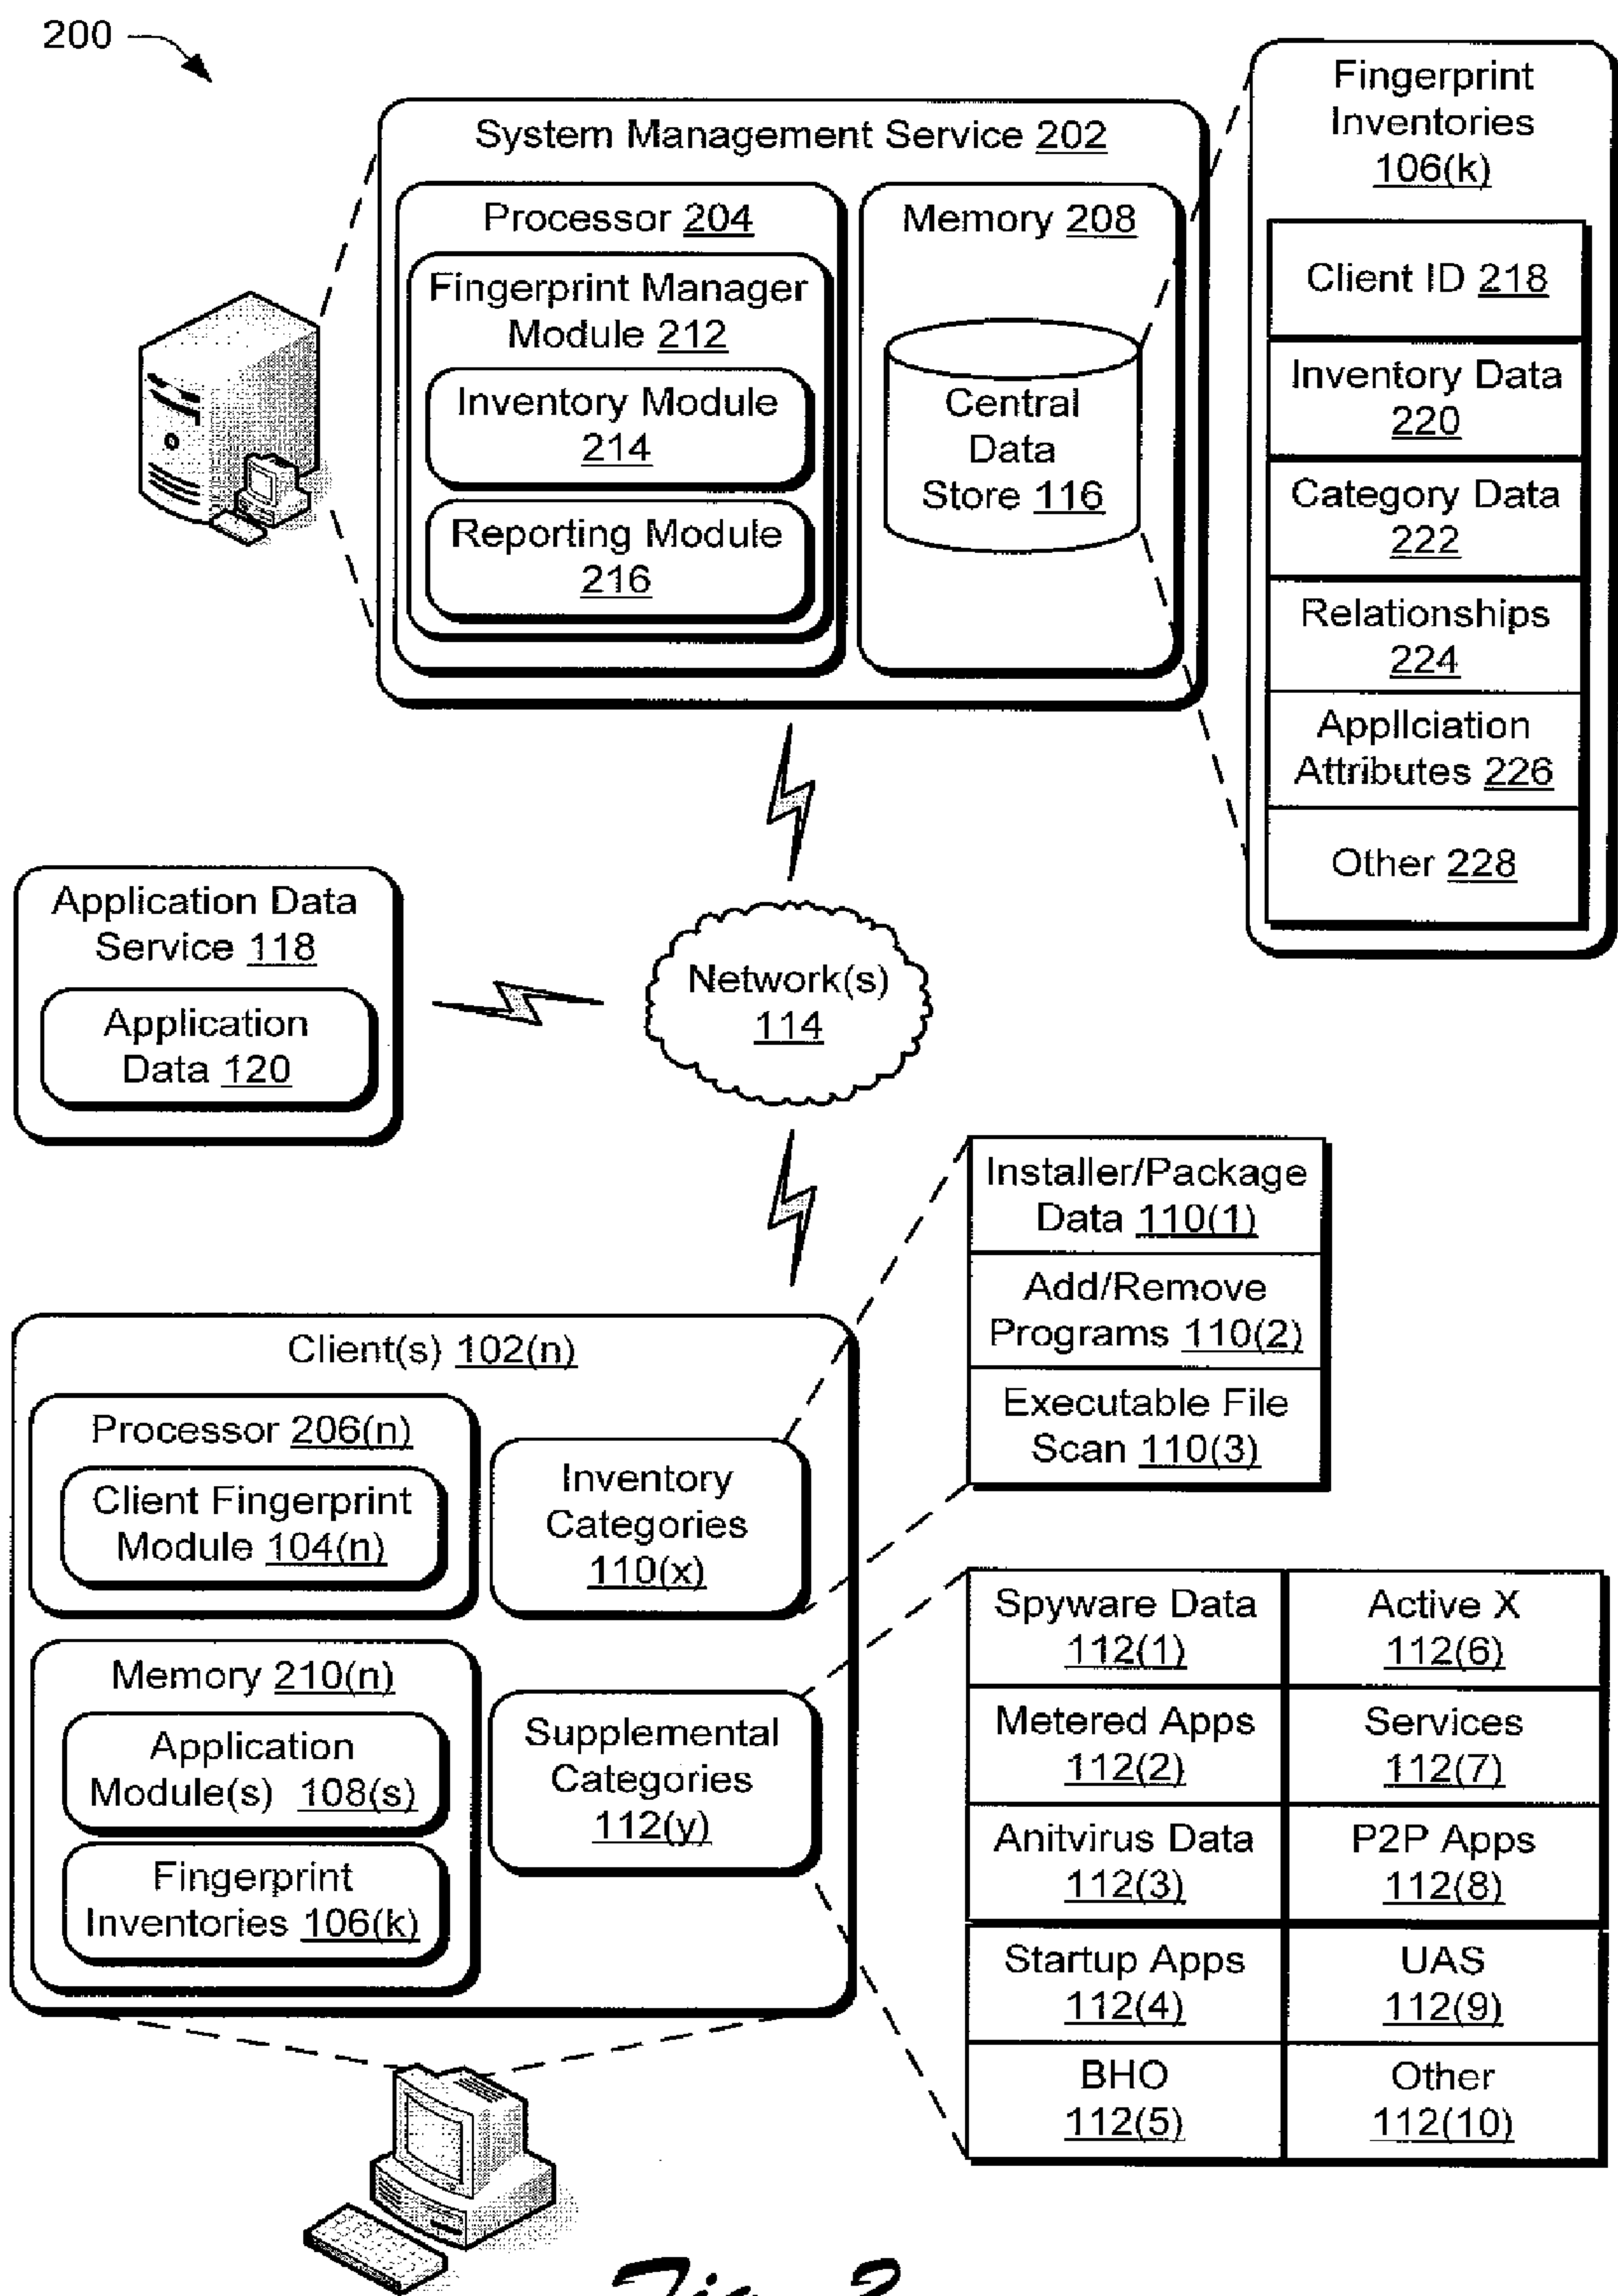 200
System Management Service 202
Processor 204
Fingerprint Manager
Module 212
Inventory Module
214
Reporting Module
216
Memory 208
Central
Data
Store 116
Fingerprint
Inventories
106(k)
Client ID 218
Inventory Data
220
Category Data
222
Relationships
224
Appllciation
Attributes 226
Other 228
Application Data
Service 118
Application
Data 120
Network(s)
114
Client(s) 102(n)
Processor 206(n)
Client Fingerprint
Module 104(n)
Memory 210(n)
Application
Module(s) 108(s)
Fingerprint
Inventories 106(k)
Inventory
Categories
110(x)
Supplemental
Categories
112(y)
Installer/Package
Data 110(1)
Add/Remove
Programs 110(2)
Executable File
Scan 110(3)
Spyware Data
112(1)
Active X
112(6)
Metered Apps
112(2)
Services
112(7)
Anitvirus Data
112(3)
P2P Apps
112(8)
Startup Apps
112(4)
UAS
112(9)
BHO
112(5)
Other
112(10)
Fig. 2